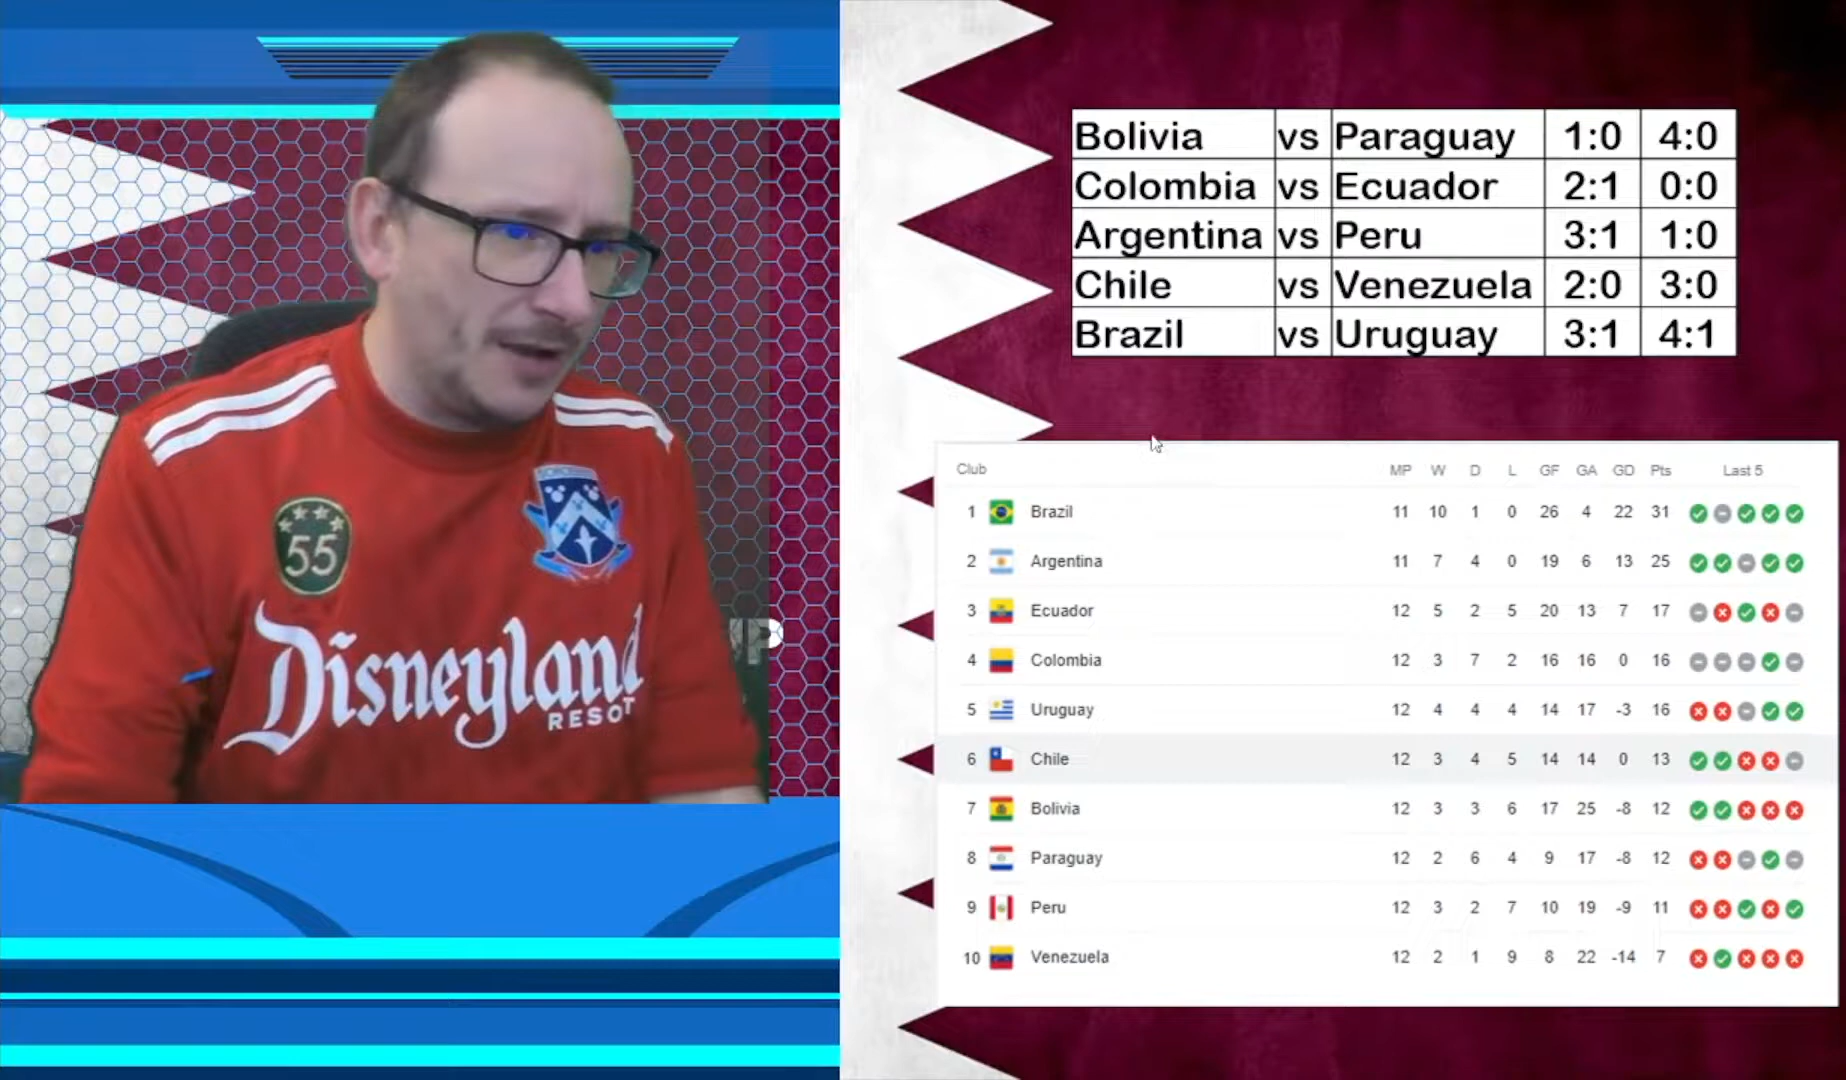 55
Disneyland
RESORT
Bolivia vs Paraguay 1:0 4:0
Colombia vs Ecuador 2:1 0:0
Argentina vs Peru 3:1 1:0
Chile vs Venezuela 2:0 3:0
Brazil vs Uruguay 3:1 4:1
Club MP W D L GF GA GD Pts Last 5
1 Brazil 11 10 1 0 26 4 22 31
2 Argentina 11 7 4 0 19 6 13 25
3 Ecuador 12 5 2 5 20 13 7 17
4 Colombia 12 3 7 2 16 16 0 16
5 Uruguay 12 4 4 4 14 17 -3 16
6 Chile 12 3 4 5 14 14 0 13
7 Bolivia 12 3 3 6 17 25 -8 12
8 Paraguay 12 2 6 4 9 17 -8 12
9 Peru 12 3 2 7 10 19 -9 11
10 Venezuela 12 2 1 9 8 22 -14 7